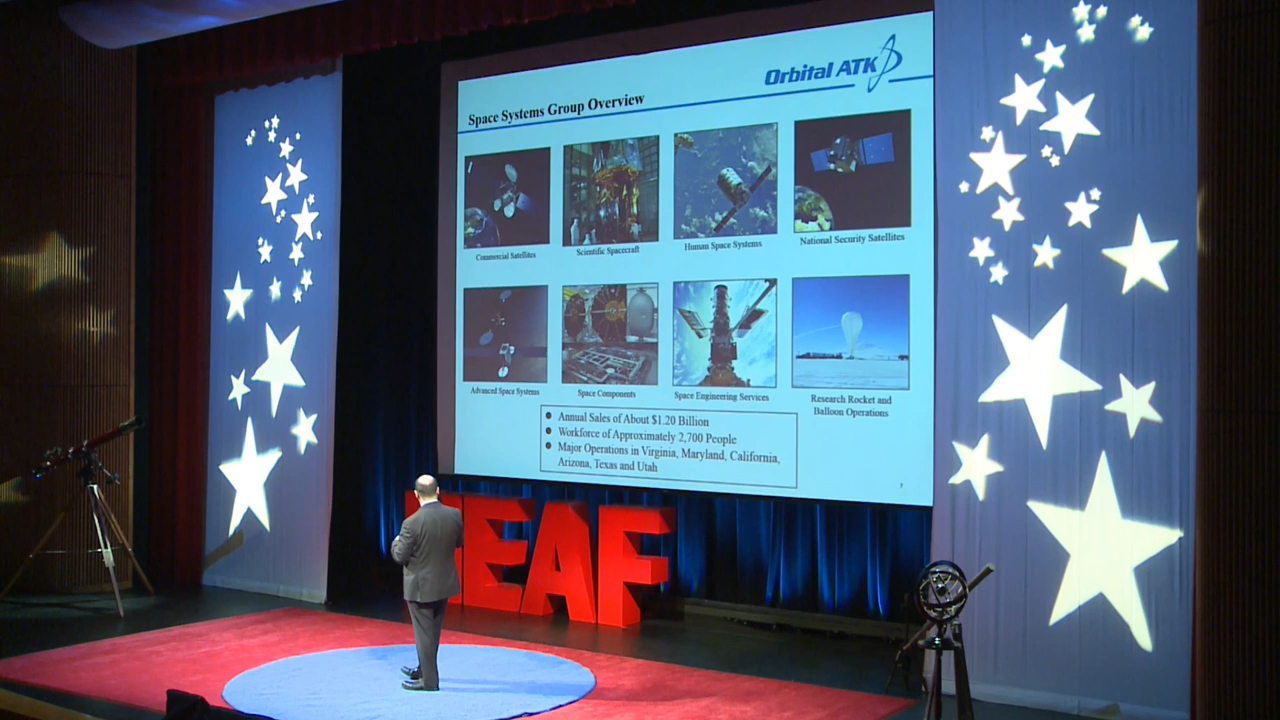 Orbital ATK
Space Systems Group Overview
Commercial Satellites
Scientific Spacecraft
Human Space Systems
National Security Satellites
Advanced Space Systems
Space Components
Space Engineering Services
Research Rocket and
Balloon Operations
● Annual Sales of About $1.20 Billion
● Workforce of Approximately 2,700 People
● Major Operations in Virginia, Maryland, California,
Arizona, Texas and Utah
7
EAF